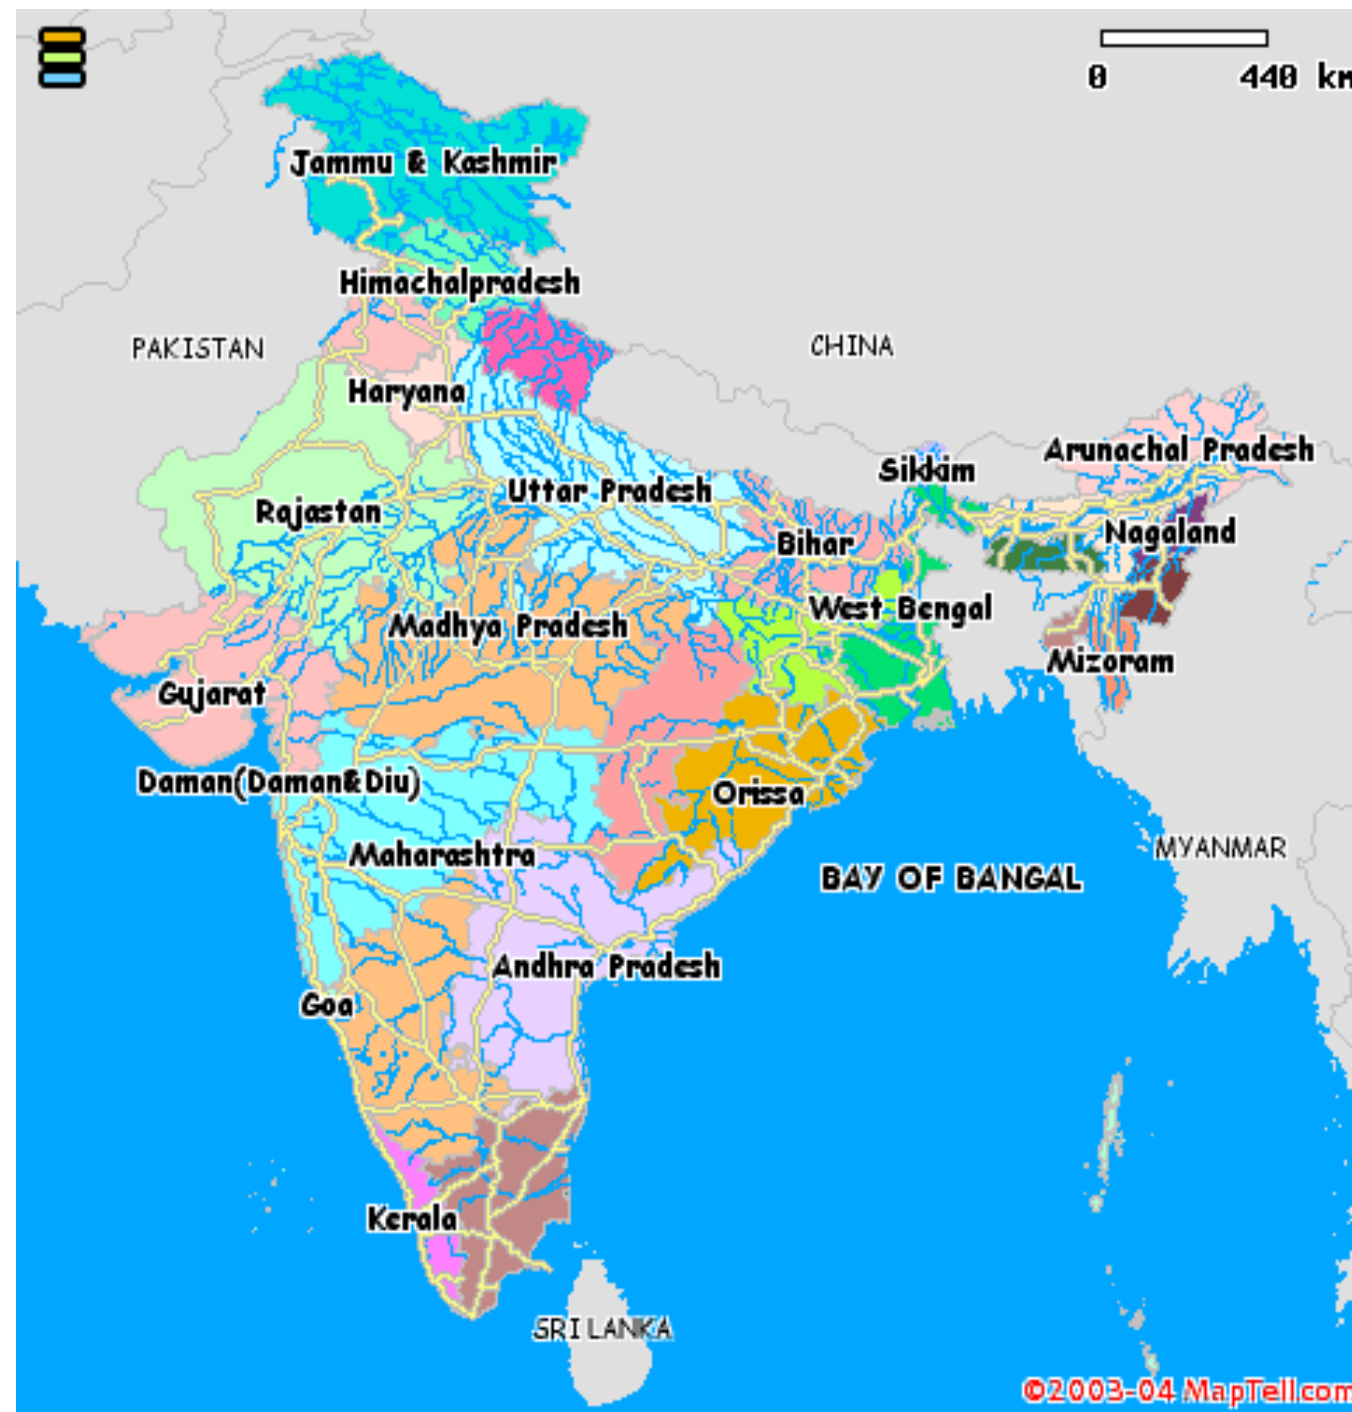 0 440 km
Jammu & Kashmir
Himachalpradesh
PAKISTAN
CHINA
Haryana
Arunachal Pradesh
Sikkim
Uttar Pradesh
Rajastan
Nagaland
Bihar
West Bengal
Madhya Pradesh
Mizoram
Gujarat
Daman(Daman&Diu)
Orissa
MYANMAR
Maharashtra
BAY OF BANGAL
Andhra Pradesh
Goa
Kerala
SRI LANKA
©2003-04 MapTell.com